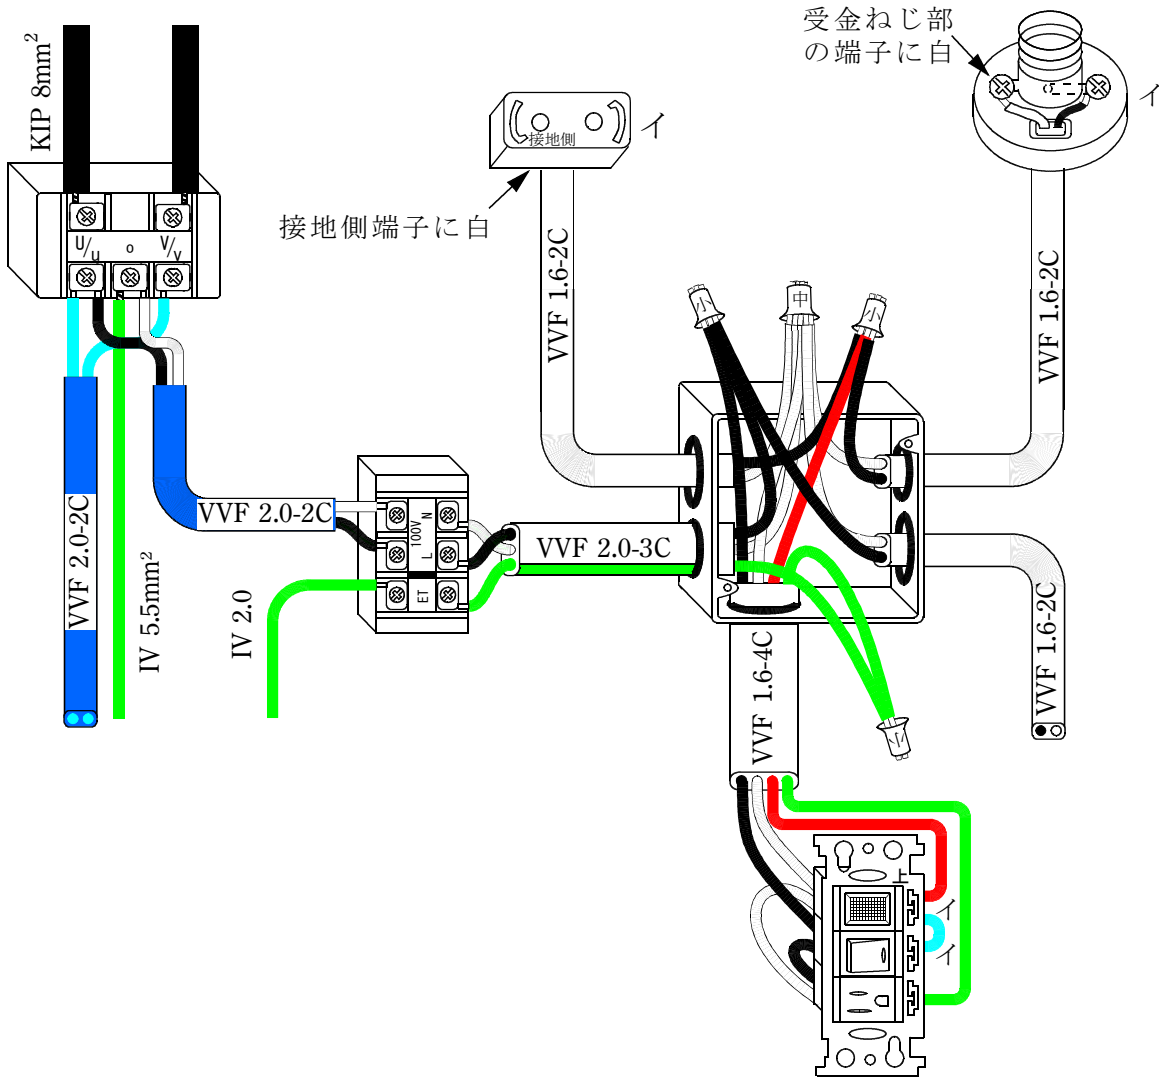 受金ねじ部
の端子に白
イ
KIP 8mm²
接地側
イ
接地側端子に白
U/u
o
V/v
VVF 1.6-2C
VVF 1.6-2C
小
中
小
VVF 2.0-2C
IV 5.5mm²
VVF 2.0-2C
100V
N
L
ET
VVF 2.0-3C
IV 2.0
VVF 1.6-4C
VVF 1.6-2C
小
上
イ
イ